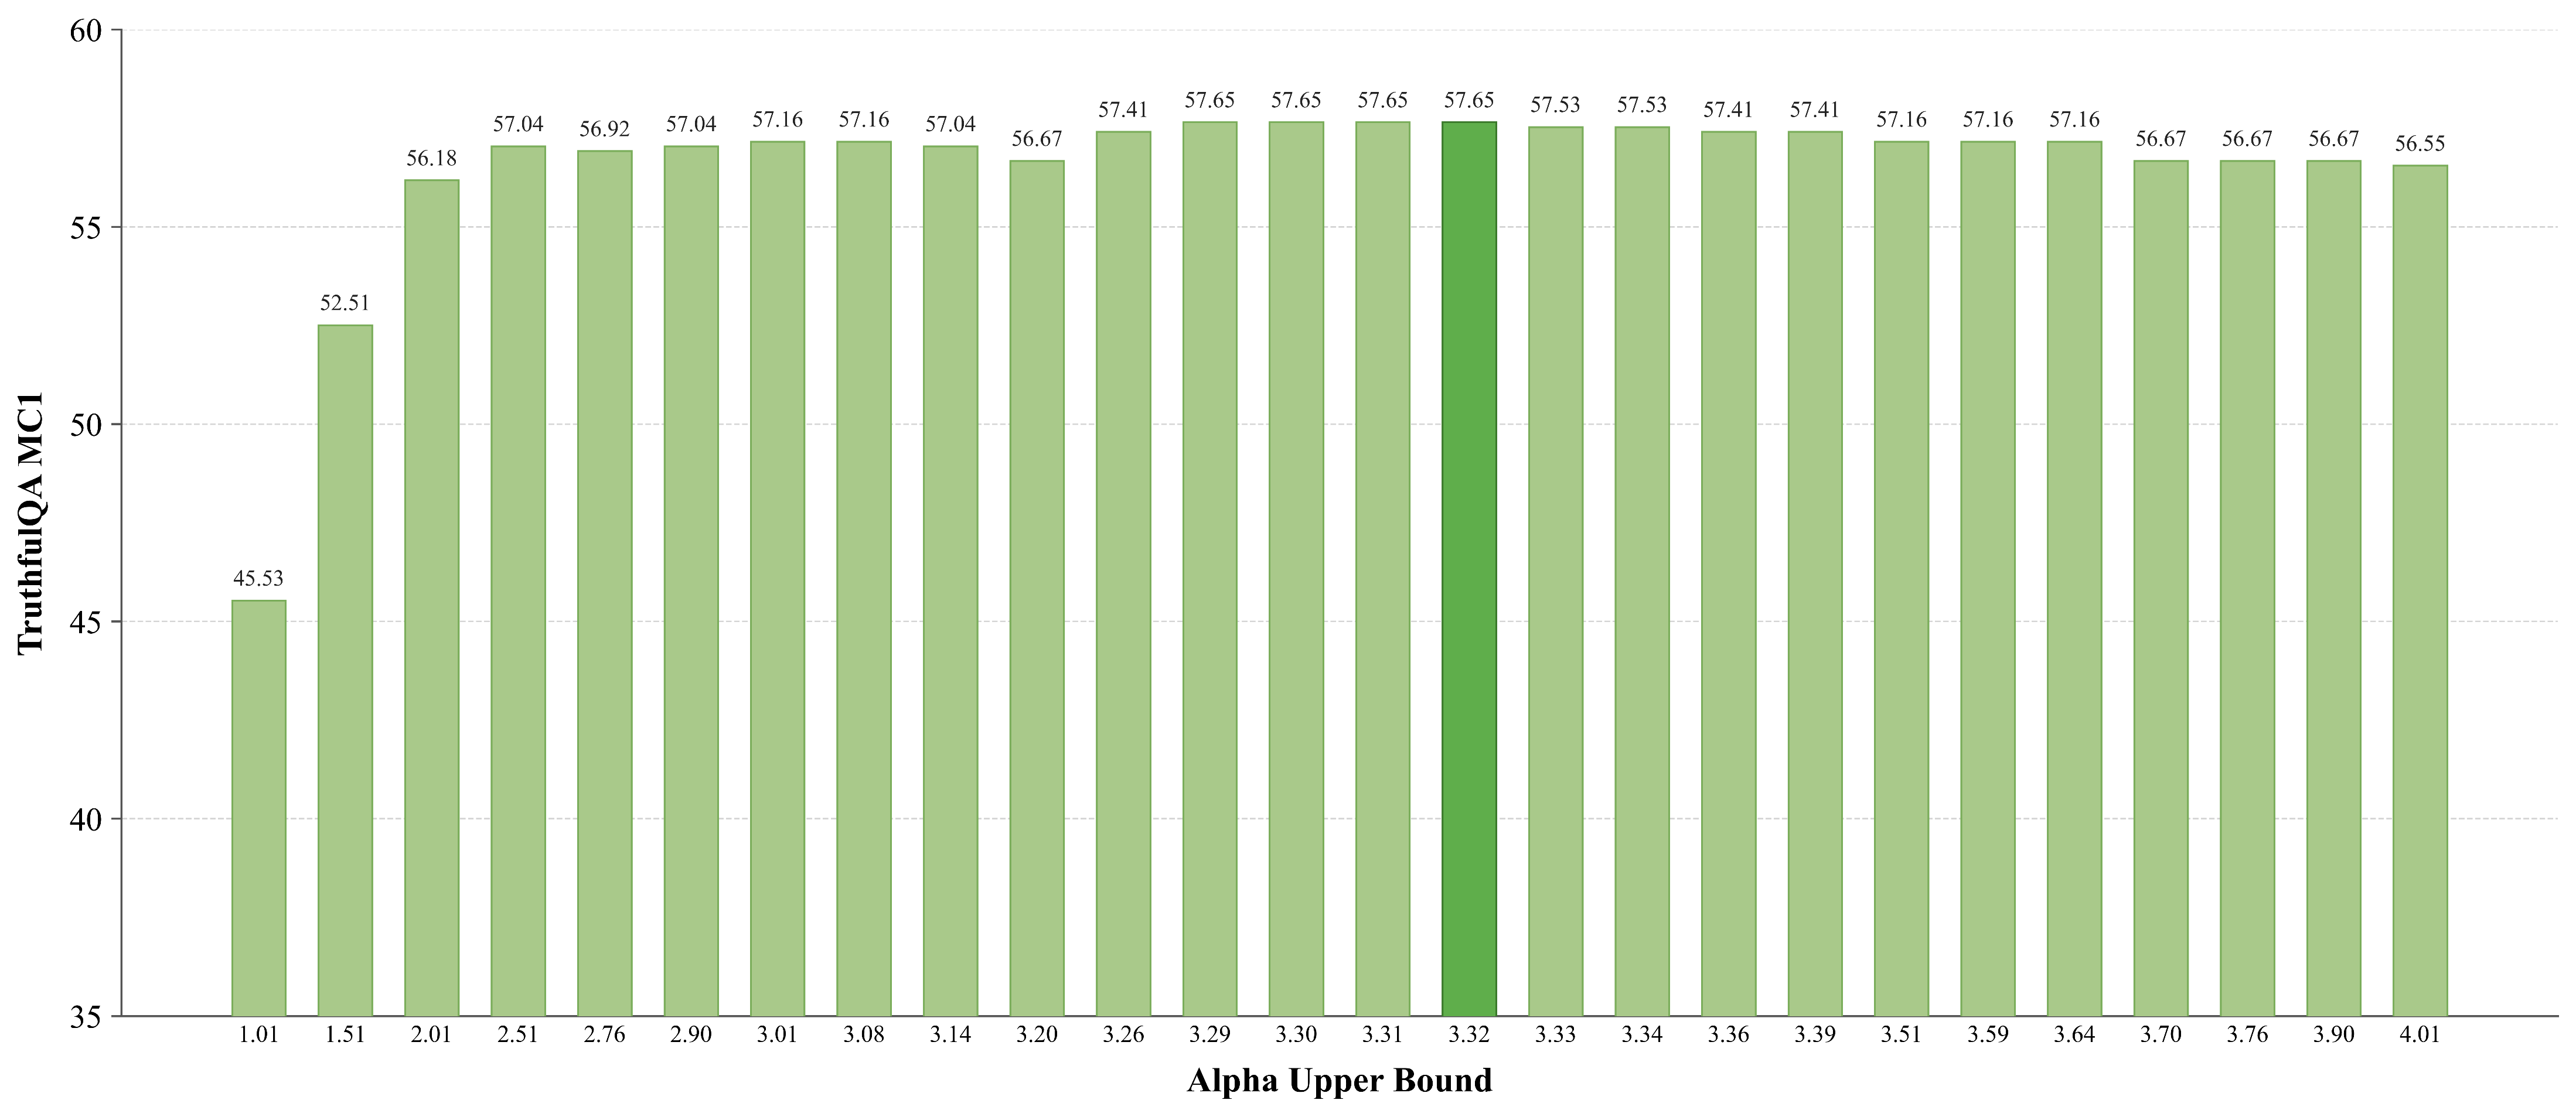 TruthfulQA MC1
60
55
50
45
40
35
45.53 52.51 56.18 57.04 56.92 57.04 57.16 57.16 57.04 56.67 57.41 57.65 57.65 57.65 57.65 57.53 57.53 57.41 57.41 57.16 57.16 57.16 56.67 56.67 56.67 56.55
1.01 1.51 2.01 2.51 2.76 2.90 3.01 3.08 3.14 3.20 3.26 3.29 3.30 3.31 3.32 3.33 3.34 3.36 3.39 3.51 3.59 3.64 3.70 3.76 3.90 4.01
Alpha Upper Bound